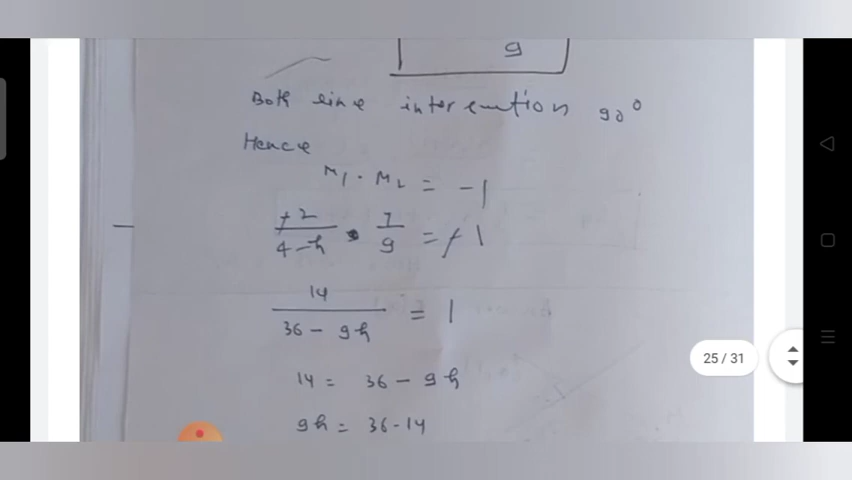 9
Both line intersection 90°
Hence
M1 . M2 = -1
+2/4-h . 7/9 = +1
14/36 - 9h = 1
25 / 31
14 = 36 - 9h
9h = 36-14